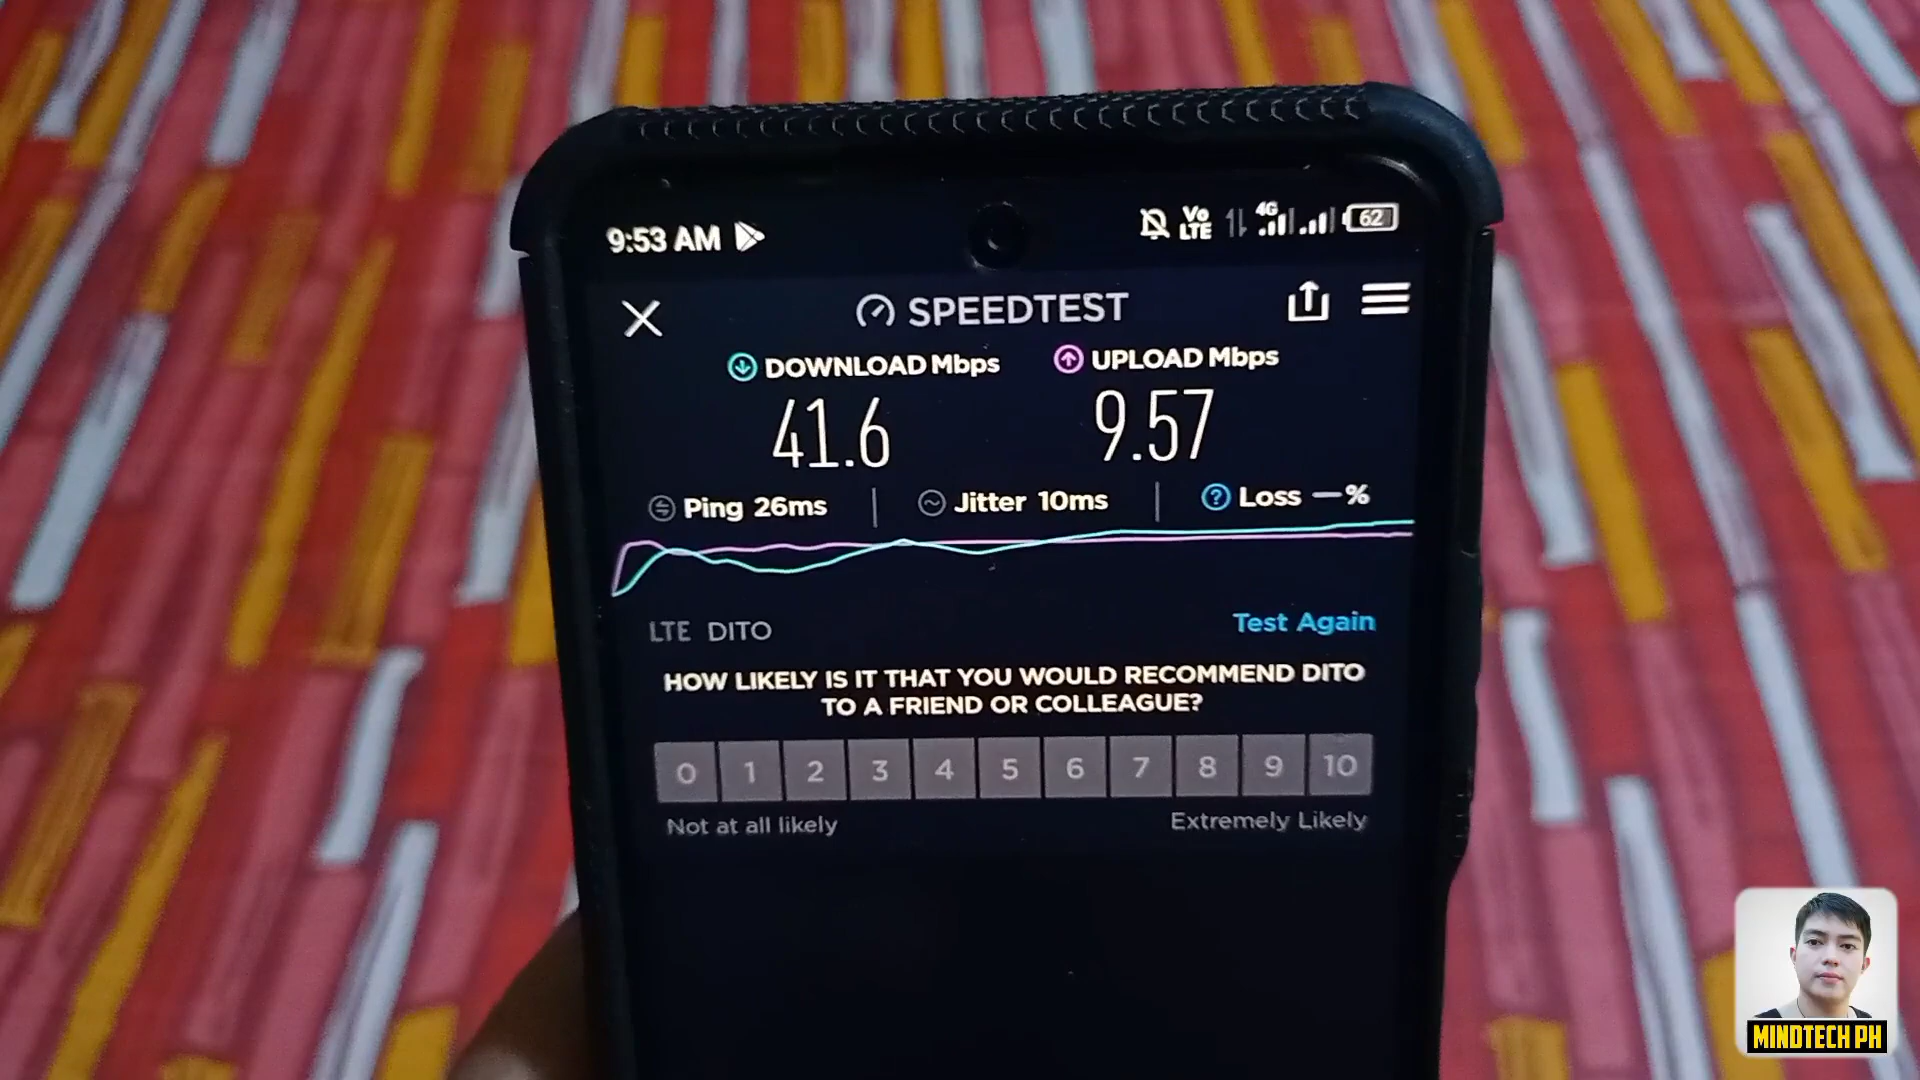 9:53 AM
Vo LTE 4G 62
SPEEDTEST
DOWNLOAD Mbps UPLOAD Mbps
41.6 9.57
Ping 26ms Jitter 10ms Loss —%
LTE DITO Test Again
HOW LIKELY IS IT THAT YOU WOULD RECOMMEND DITO
TO A FRIEND OR COLLEAGUE?
0 1 2 3 4 5 6 7 8 9 10
Not at all likely Extremely Likely
MINDTECH PH